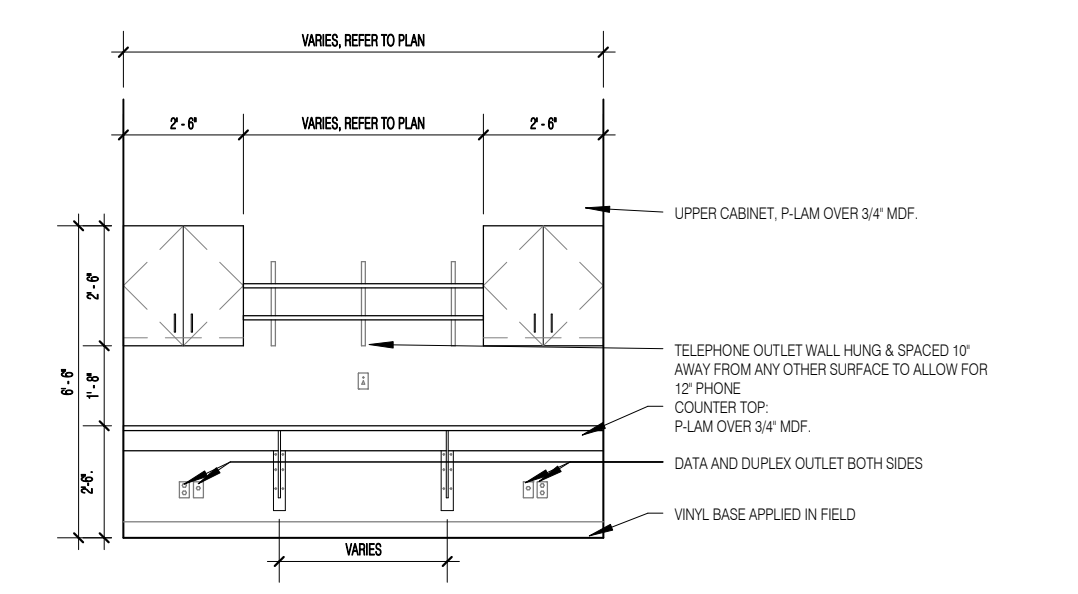 VARIES, REFER TO PLAN
2' - 6"
VARIES, REFER TO PLAN
2' - 6"
UPPER CABINET, P-LAM OVER 3/4" MDF.
2' - 6"
TELEPHONE OUTLET WALL HUNG & SPACED 10"
AWAY FROM ANY OTHER SURFACE TO ALLOW FOR
12" PHONE
6' - 6"
1' - 8"
COUNTER TOP:
P-LAM OVER 3/4" MDF.
DATA AND DUPLEX OUTLET BOTH SIDES
2'-6".
VINYL BASE APPLIED IN FIELD
VARIES